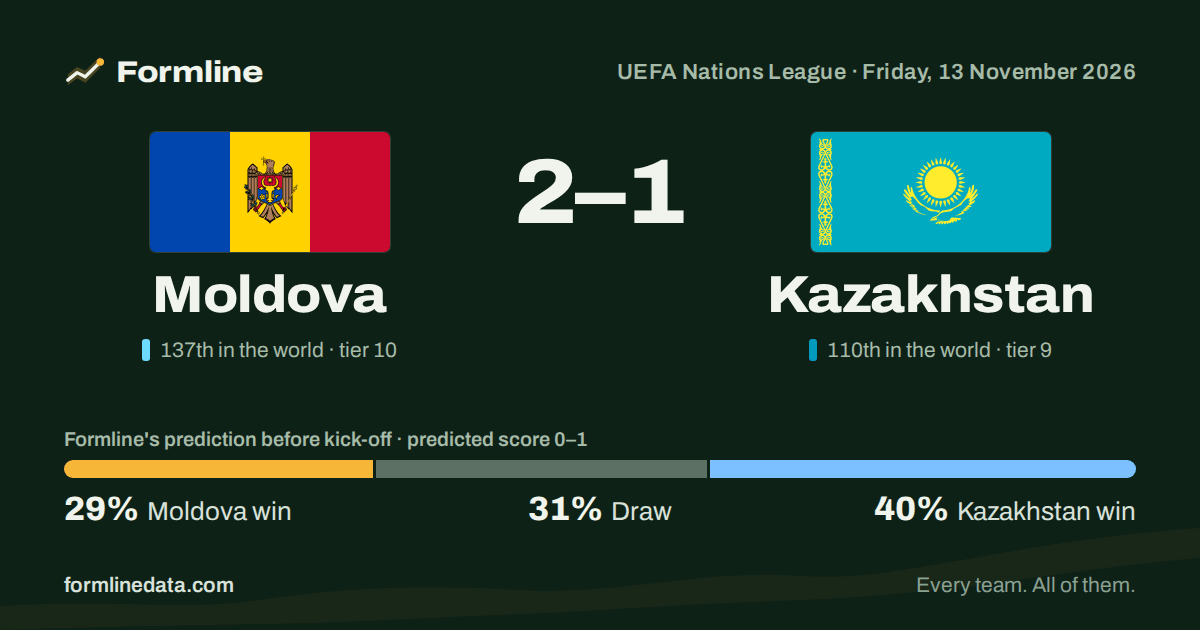 Formline
UEFA Nations League · Friday, 13 November 2026
2–1
Moldova
Kazakhstan
137th in the world · tier 10
110th in the world · tier 9
Formline's prediction before kick-off · predicted score 0–1
29% Moldova win
31% Draw
40% Kazakhstan win
formlinedata.com
Every team. All of them.